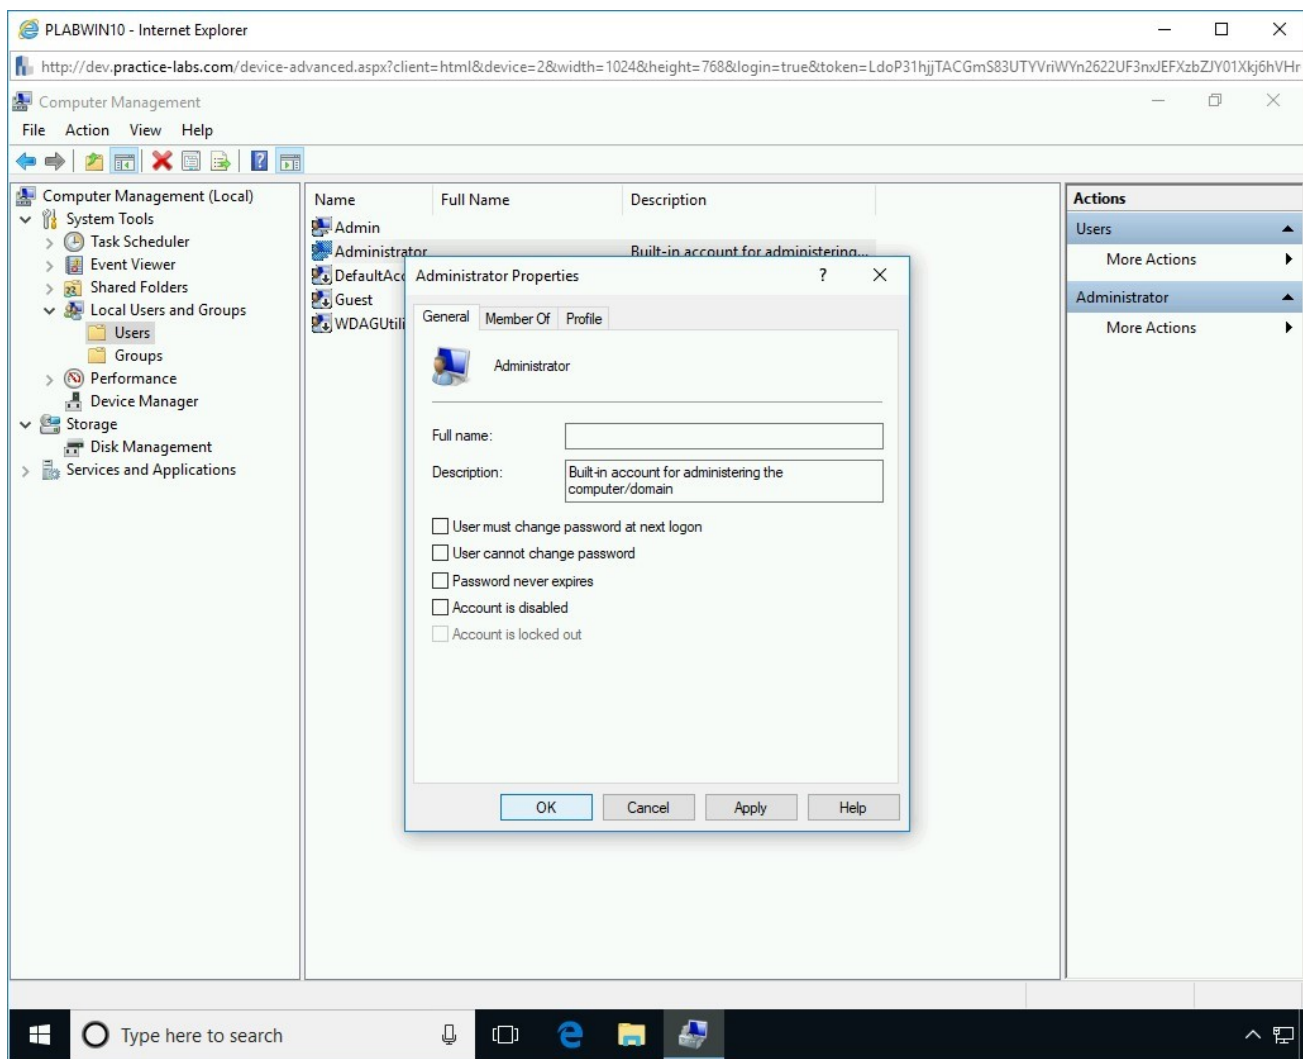 PLABWIN10 - Internet Explorer
http://dev.practice-labs.com/device-advanced.aspx?client=html&device=2&width=1024&height=768&login=true&token=LdoP31hjjTACGmS83UTYVriWYn2622UF3nxJEFXzbZJY01Xkj6hVHr
Computer Management
File Action View Help
Computer Management (Local)
System Tools
Task Scheduler
Event Viewer
Shared Folders
Local Users and Groups
Users
Groups
Performance
Device Manager
Storage
Disk Management
Services and Applications
Name Full Name Description
Admin
Administrator Built-in account for administering...
DefaultAcc
Guest
WDAGUtili
Administrator Properties ?
General Member Of Profile
Administrator
Full name:
Description: Built-in account for administering the
computer/domain
User must change password at next logon
User cannot change password
Password never expires
Account is disabled
Account is locked out
OK Cancel Apply Help
Actions
Users
More Actions
Administrator
More Actions
Type here to search